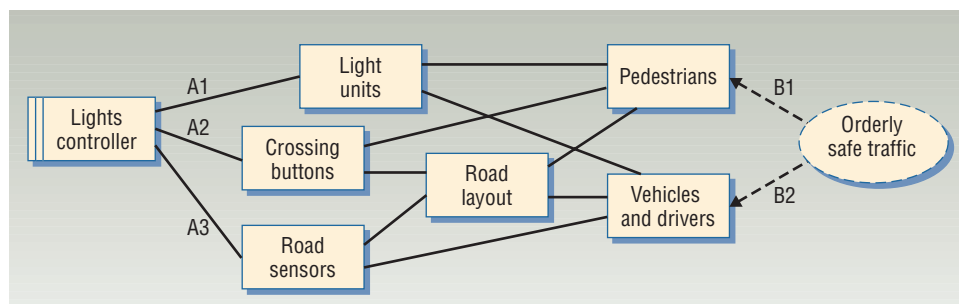 Lights
controller
A1
A2
A3
Light
units
Crossing
buttons
Road
sensors
Road
layout
Pedestrians
Vehicles
and drivers
B1
B2
Orderly
safe traffic